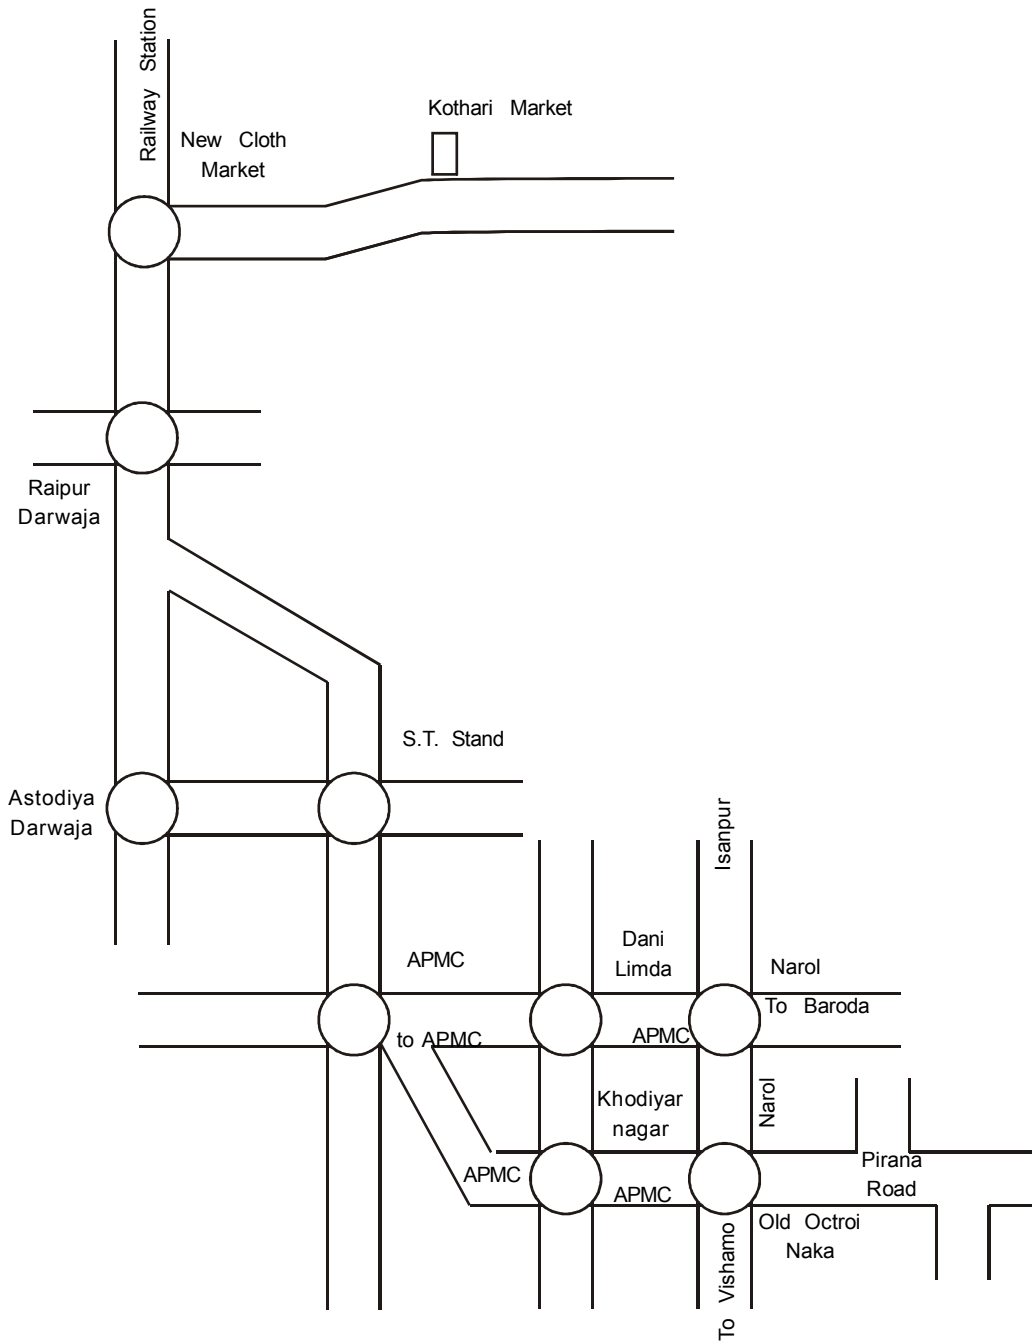 Railway Station
Kothari Market
New Cloth
Market
Raipur
Darwaja
S.T. Stand
Astodiya
Darwaja
Isanpur
Dani
Limda
APMC
Narol
To Baroda
to APMC
APMC
Narol
Khodiyar
nagar
Pirana
Road
APMC
APMC
Old Octroi
Naka
To Vishamo